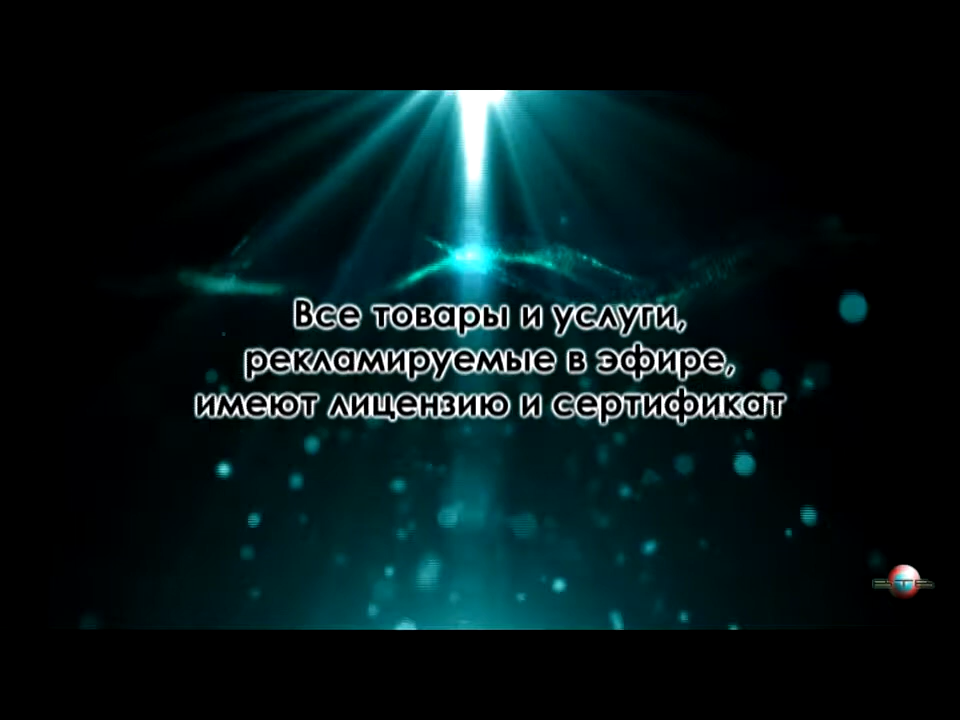 Все товары и услуги,
рекламируемые в эфире,
имеют лицензию и сертификат